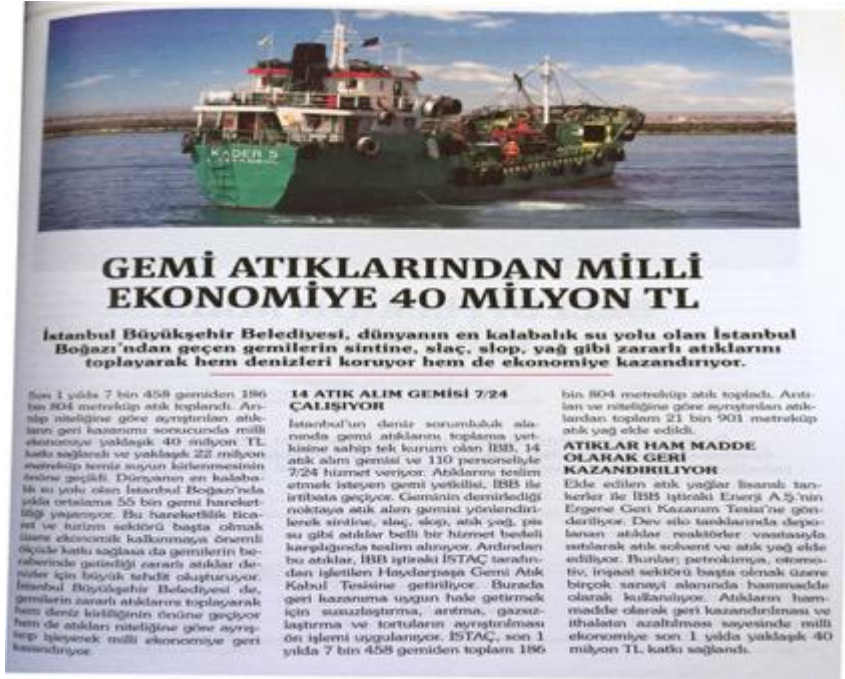 KADER 5
GEMİ ATIKLARINDAN MİLLİ
EKONOMİYE 40 MİLYON TL
İstanbul Büyükşehir Belediyesi, dünyanın en kalabalık su yolu olan İstanbul
Boğazı'ndan geçen gemilerin sintine, slaç, slop, yağ gibi zararlı atıklarını
toplayarak hem denizleri koruyor hem de ekonomiye kazandırıyor.
Son 1 yılda 7 bin 458 gemiden 186
bin 804 metreküp atık toplandı. Arı-
nılıp niteliğine göre ayrıştırılan atık-
ların geri kazanımı sonucunda milli
ekonomiye yaklaşık 40 milyon TL
katkı sağlandı ve yaklaşık 22 milyon
metreküp temiz suyun kirlenmesinin
önüne geçildi. Dünyanın en kalaba-
lık su yolu olan İstanbul Boğazı'nda
yılda ortalama 55 bin gemi hareket-
liliği yaşanıyor. Bu hareketlilik tica-
ret ve turizm sektörü başta olmak
üzere ekonomik kalkınmaya önemli
ölçüde katkı sağlasa da gemilerin be-
raberinde getirdiği zararlı atıklar de-
nizler için büyük tehdit oluşturuyor.
İstanbul Büyükşehir Belediyesi de,
gemilerin zararlı atıklarını toplayarak
hem deniz kirliliğinin önüne geçiyor
hem de atıkları niteliğine göre ayrış-
tırıp işleyerek milli ekonomiye geri
kazandırıyor.
14 ATIK ALIM GEMİSİ 7/24
ÇALIŞIYOR
İstanbul'un deniz sorumluluk ala-
nında gemi atıklarını toplama yet-
kisine sahip tek kurum olan İBB, 14
atık alım gemisi ve 110 personeliyle
7/24 hizmet veriyor. Atıklarını teslim
etmek isteyen gemi yetkilisi, İBB ile
irtibata geçiyor. Geminin demirlediği
noktaya atık alım gemisi yönlendiri-
lerek sintine, slaç, slop, atık yağ, pis
su gibi atıklar belli bir hizmet bedeli
karşılığında teslim alınıyor. Ardından
bu atıklar, İBB iştiraki İSTAÇ tarafın-
dan işletilen Haydarpaşa Gemi Atık
Kabul Tesisine getiriliyor. Burada
geri kazanıma uygun hale getirmek
için susuzlaştırma, arıtma, gazsız-
laştırma ve tortuların ayrıştırılması
ön işlemi uygulanıyor. İSTAÇ, son 1
yılda 7 bin 458 gemiden toplam 186
bin 804 metreküp atık topladı. Arıtı-
lan ve niteliğine göre ayrıştırılan atık-
lardan toplam 21 bin 901 metreküp
atık yağ elde edildi.
ATIKLAR HAM MADDE
OLARAK GERİ
KAZANDIRILIYOR
Elde edilen atık yağlar lisanslı tan-
kerler ile İBB iştiraki Enerji A.Ş.'nin
Ergene Geri Kazanım Tesisi'ne gön-
deriliyor. Dev silo tanklarında depo-
lanan atıklar reaktörler vasıtasıyla
ısıtılarak atık solvent ve atık yağ elde
ediliyor. Bunlar; petrokimya, otomo-
tiv, inşaat sektörü başta olmak üzere
birçok sanayi alanında hammadde
olarak kullanılıyor. Atıkların ham-
madde olarak geri kazandırılması ve
ithalatın azaltılması sayesinde milli
ekonomiye son 1 yılda yaklaşık 40
milyon TL katkı sağlandı.